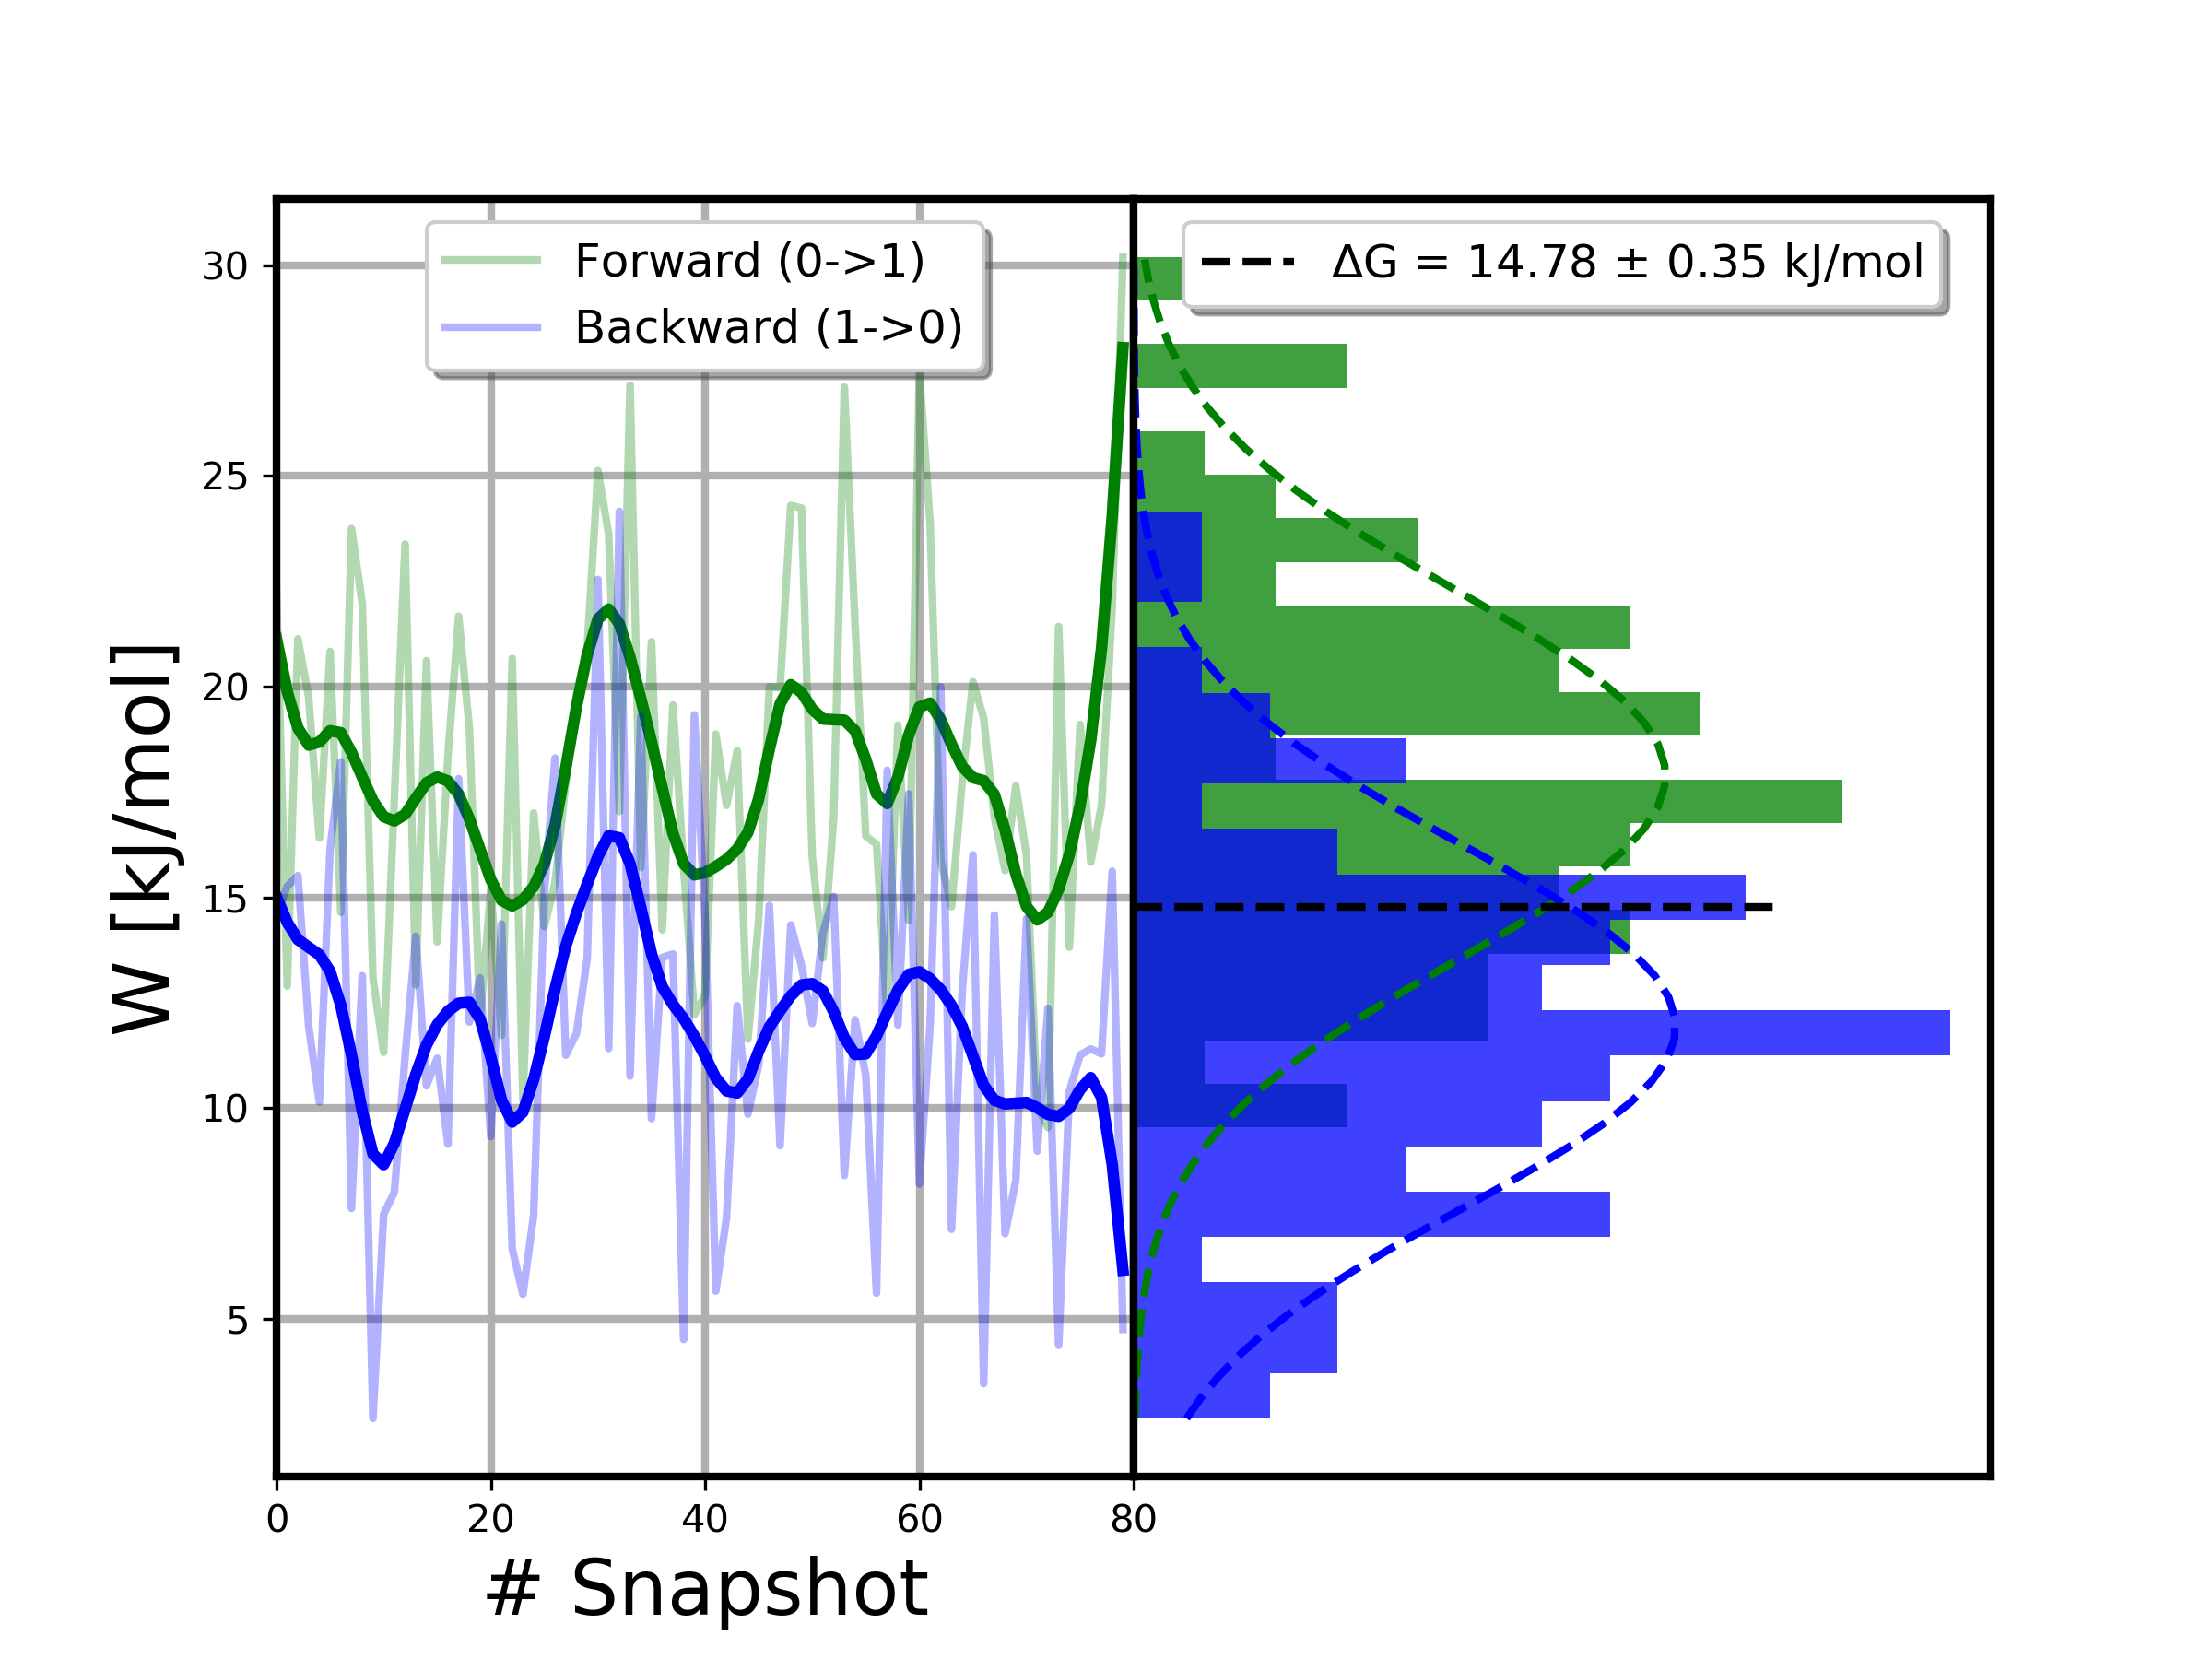 Forward (0->1)
Backward (1->0)
ΔG = 14.78 ± 0.35 kJ/mol
30
25
20
15
10
5
W [kJ/mol]
0 20 40 60 80
# Snapshot